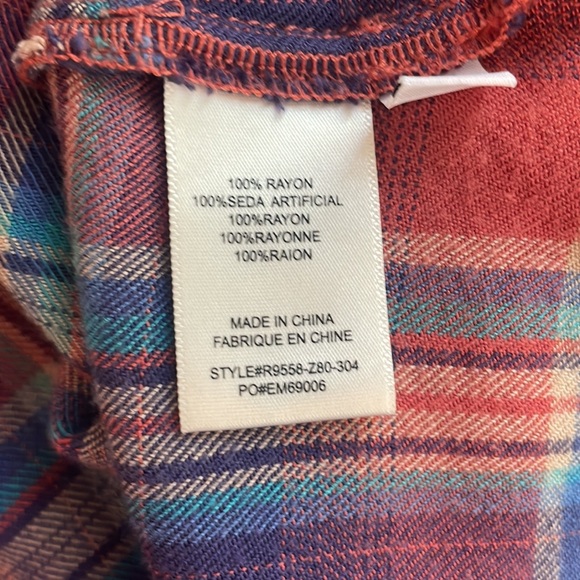 100% RAYON
100%SEDA ARTIFICIAL
100%RAYON
100%RAYONNE
100%RAION
MADE IN CHINA
FABRIQUE EN CHINE
STYLE#R9558-Z80-304
PO#EM69006